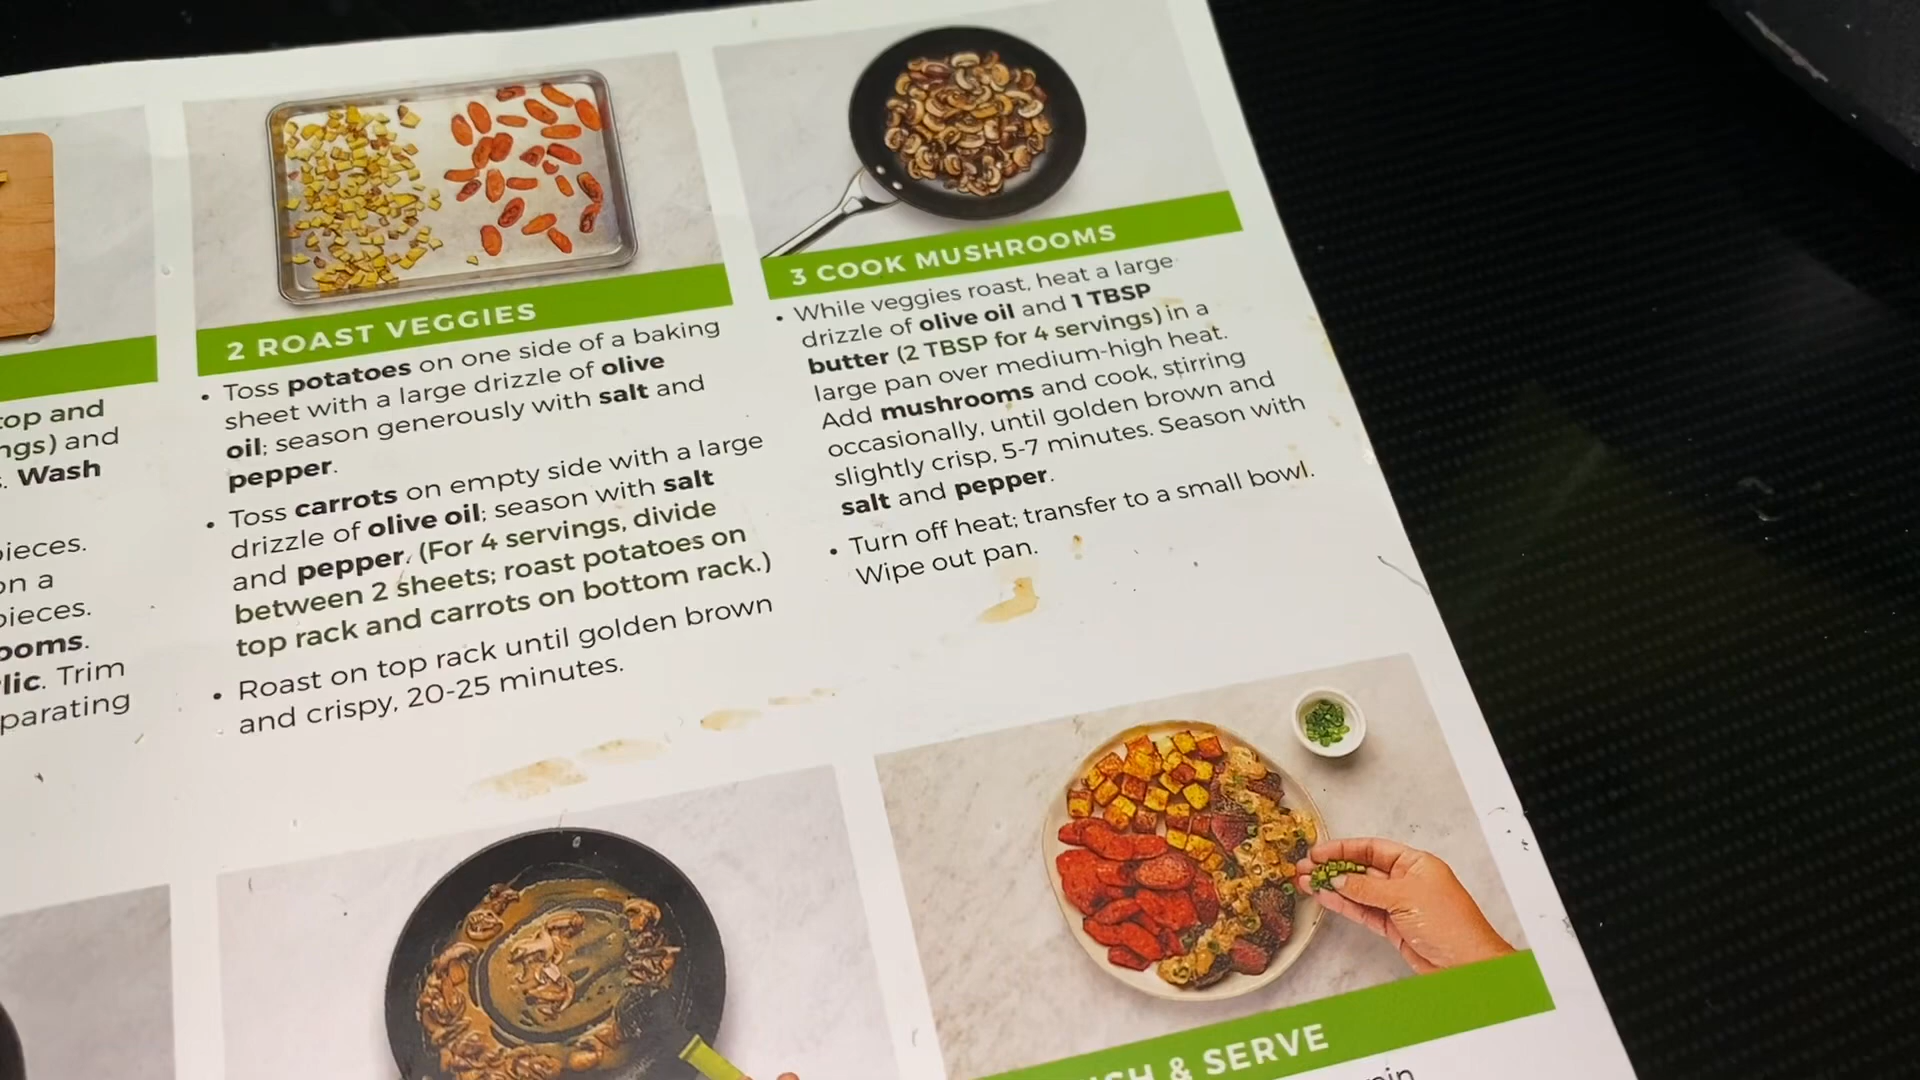 top and
ngs) and
. Wash
pieces.
on a
pieces.
ooms.
lic. Trim
parating
2 ROAST VEGGIES
• Toss potatoes on one side of a baking
sheet with a large drizzle of olive
oil; season generously with salt and
pepper.
• Toss carrots on empty side with a large
drizzle of olive oil; season with salt
and pepper. (For 4 servings, divide
between 2 sheets; roast potatoes on
top rack and carrots on bottom rack.)
• Roast on top rack until golden brown
and crispy, 20-25 minutes.
3 COOK MUSHROOMS
• While veggies roast, heat a large
drizzle of olive oil and 1 TBSP
butter (2 TBSP for 4 servings) in a
large pan over medium-high heat.
Add mushrooms and cook, stirring
occasionally, until golden brown and
slightly crisp, 5-7 minutes. Season with
salt and pepper.
• Turn off heat; transfer to a small bowl.
Wipe out pan.
SH & SERVE